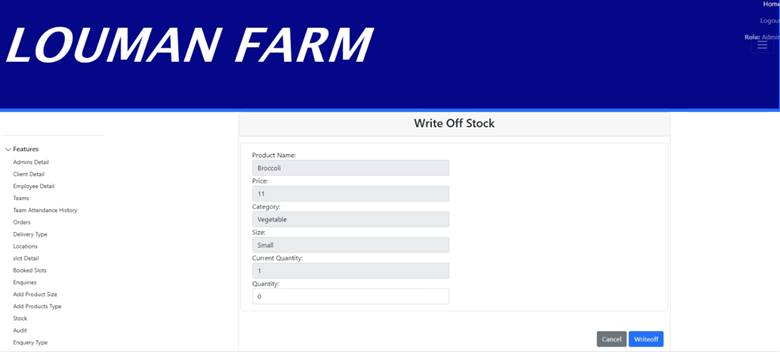 Home
LOUMAN FARM
Logout
Role: Admin
Write Off Stock
Features
Admins Detail
Client Detail
Employee Detail
Teams
Team Attendance History
Orders
Delivery Type
Locations
slot Detail
Booked Slots
Enquiries
Add Product Size
Add Products Type
Stock
Audit
Enquery Type
Product Name:
Broccoli
Price:
11
Category:
Vegetable
Size:
Small
Current Quantity:
1
Quantity:
0
Cancel
Writeoff